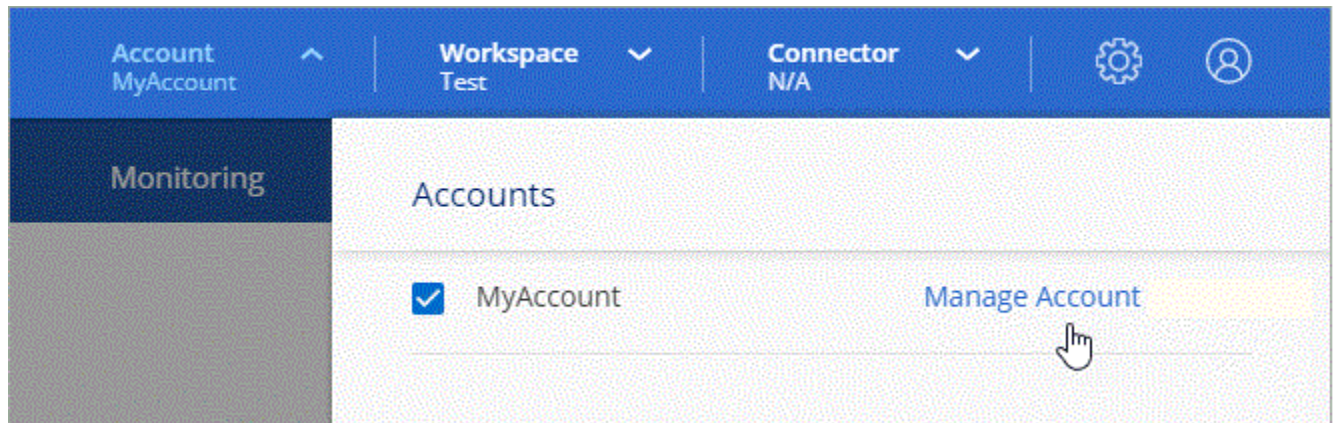 Account
MyAccount
Workspace
Test
Connector
N/A
Monitoring
Accounts
MyAccount
Manage Account